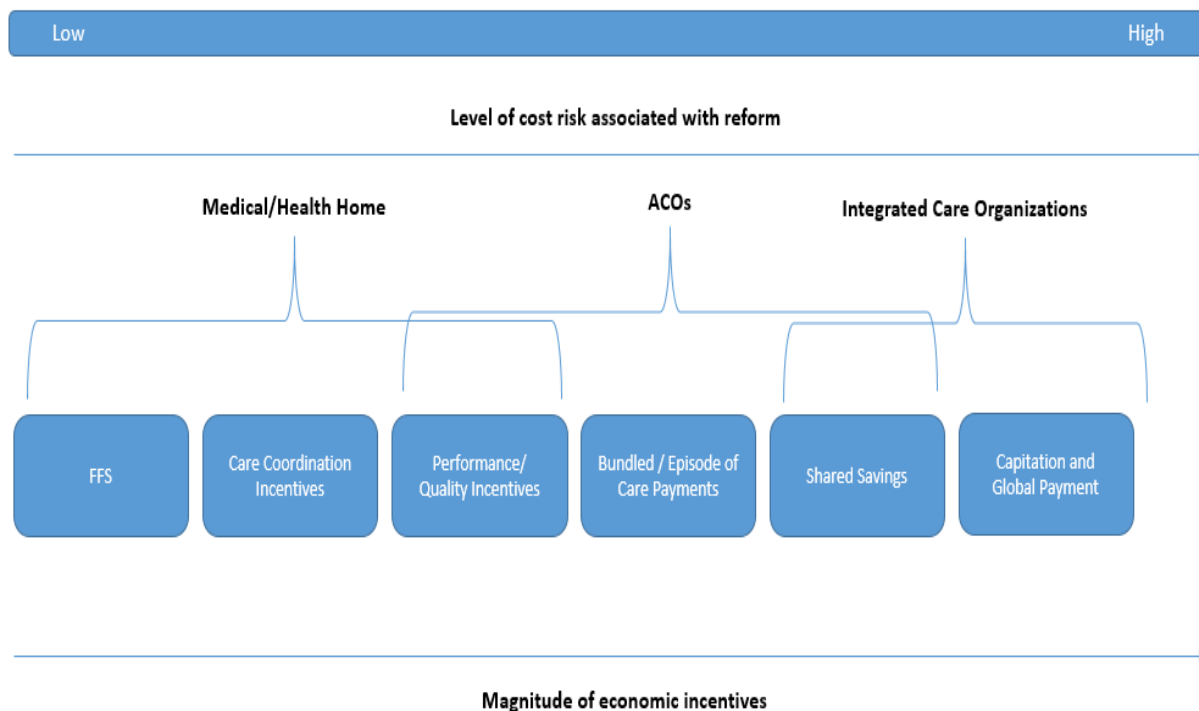 Low
High
Level of cost risk associated with reform
Medical/Health Home
ACOs
Integrated Care Organizations
FFS
Care Coordination
Incentives
Performance/
Quality Incentives
Bundled / Episode of
Care Payments
Shared Savings
Capitation and
Global Payment
Magnitude of economic incentives